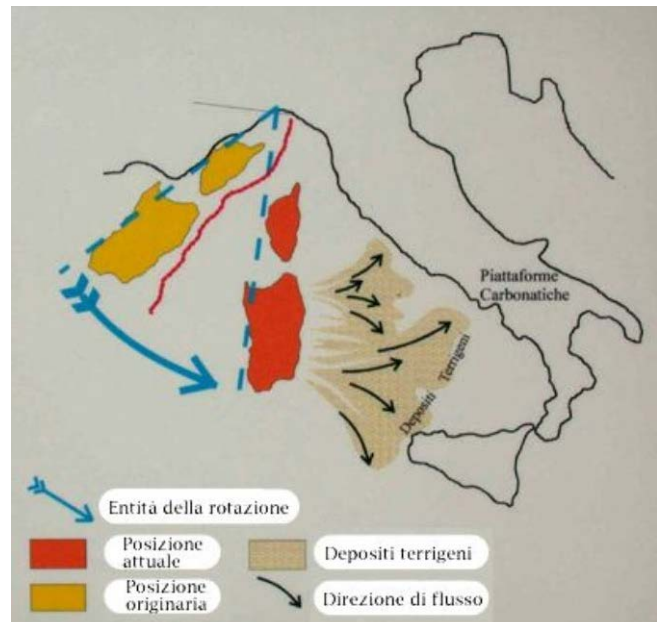 Piattaforme
Carbonatiche
Depositi Terrigeni
Entità della rotazione
Posizione
attuale
Depositi terrigeni
Posizione
originaria
Direzione di flusso